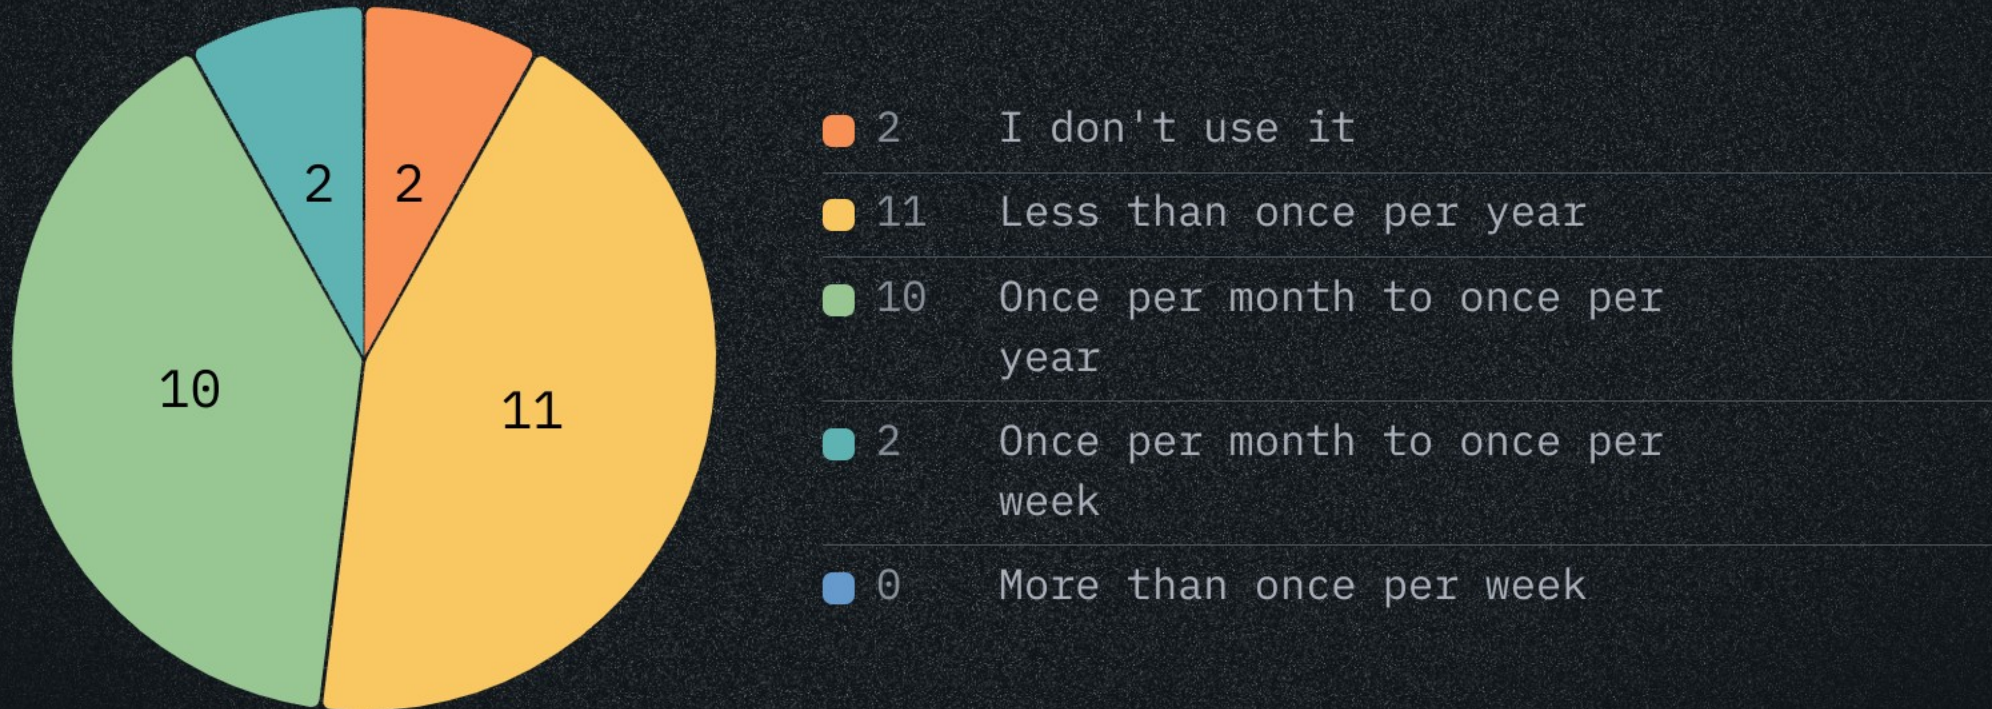 2 2
10 11
2 I don't use it
11 Less than once per year
10 Once per month to once per
year
2 Once per month to once per
week
0 More than once per week